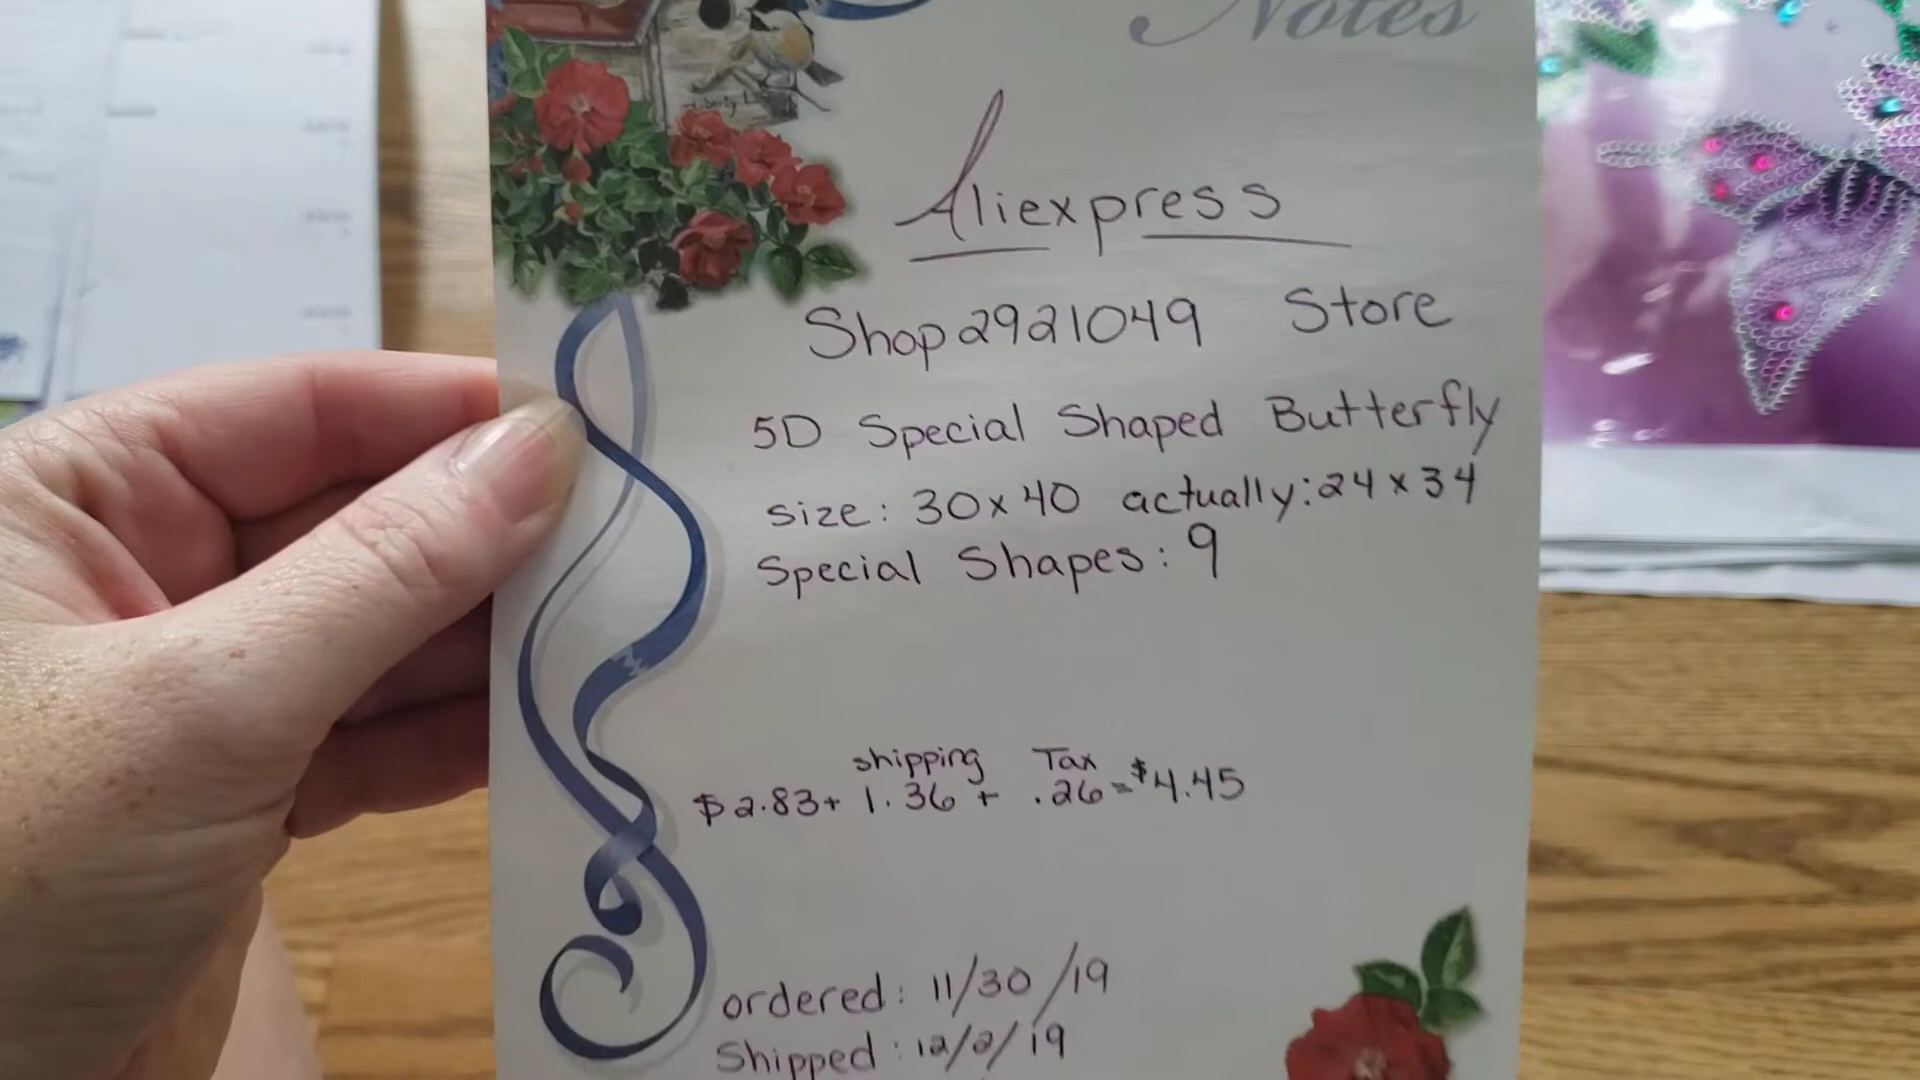 Notes
Liberty
Aliexpress
Shop2921049 Store
5D Special Shaped Butterfly
size: 30x40 actually: 24x34
Special Shapes: 9
shipping Tax
$2.83+ 1.36 + .26 = $4.45
ordered: 11/30/19
Shipped: 12/2/19